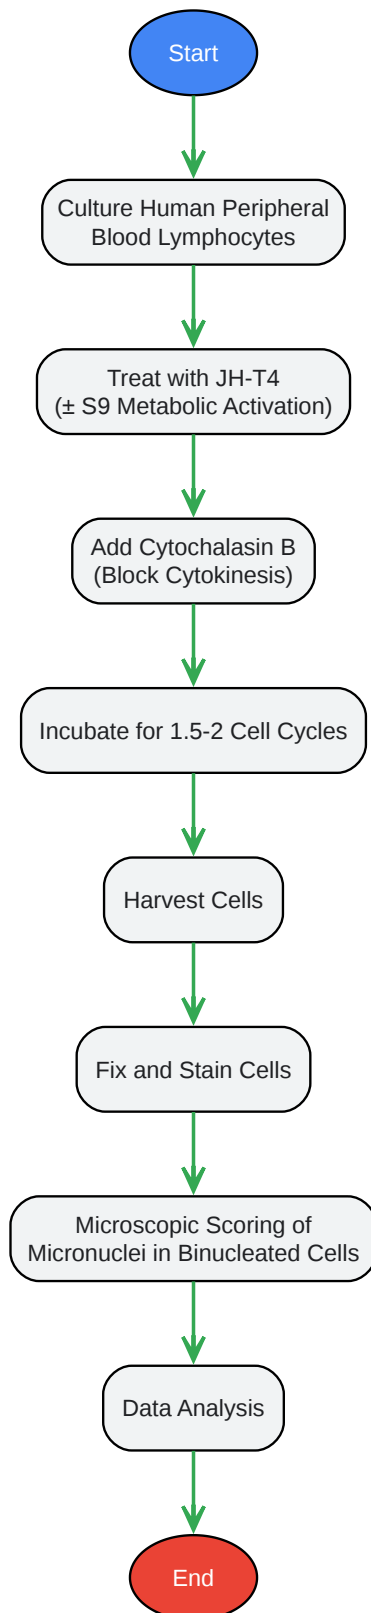 Start
Culture Human Peripheral
Blood Lymphocytes
Treat with JH-T4
(± S9 Metabolic Activation)
Add Cytochalasin B
(Block Cytokinesis)
Incubate for 1.5-2 Cell Cycles
Harvest Cells
Fix and Stain Cells
Microscopic Scoring of
Micronuclei in Binucleated Cells
Data Analysis
End